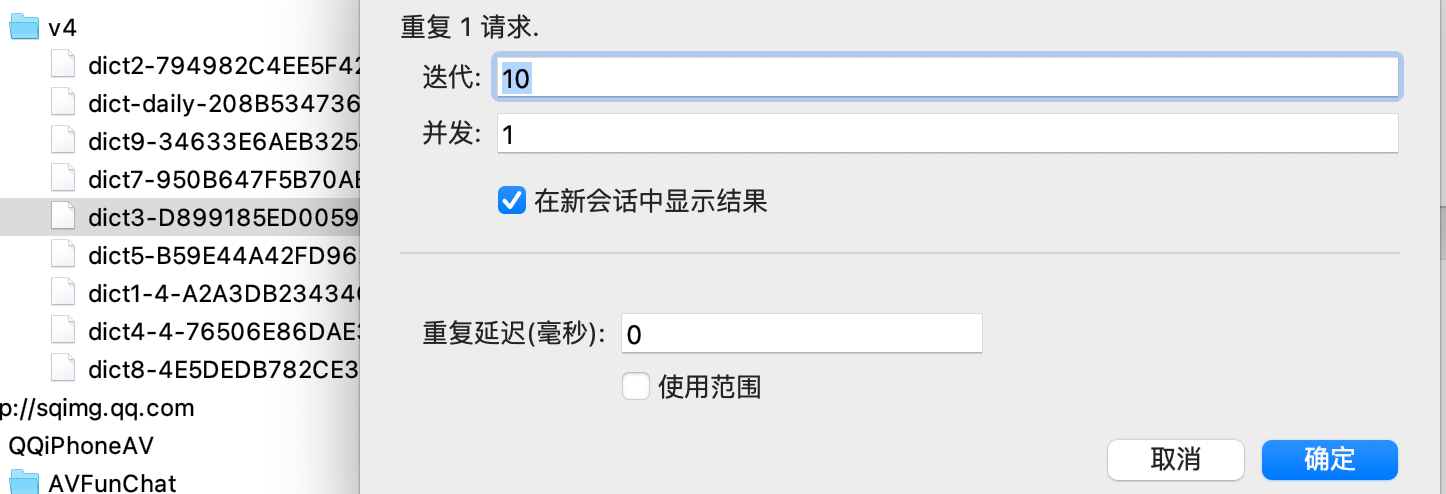 v4
dict2-794982C4EE5F42
dict-daily-208B534736
dict9-34633E6AEB325
dict7-950B647F5B70AE
dict3-D899185ED0059
dict5-B59E44A42FD96
dict1-4-A2A3DB23434
dict4-4-76506E86DAE
dict8-4E5DEDB782CE3
p://sqimg.qq.com
QQiPhoneAV
AVFunChat
重复 1 请求.
迭代: 10
并发: 1
在新会话中显示结果
重复延迟(毫秒): 0
使用范围
取消
确定